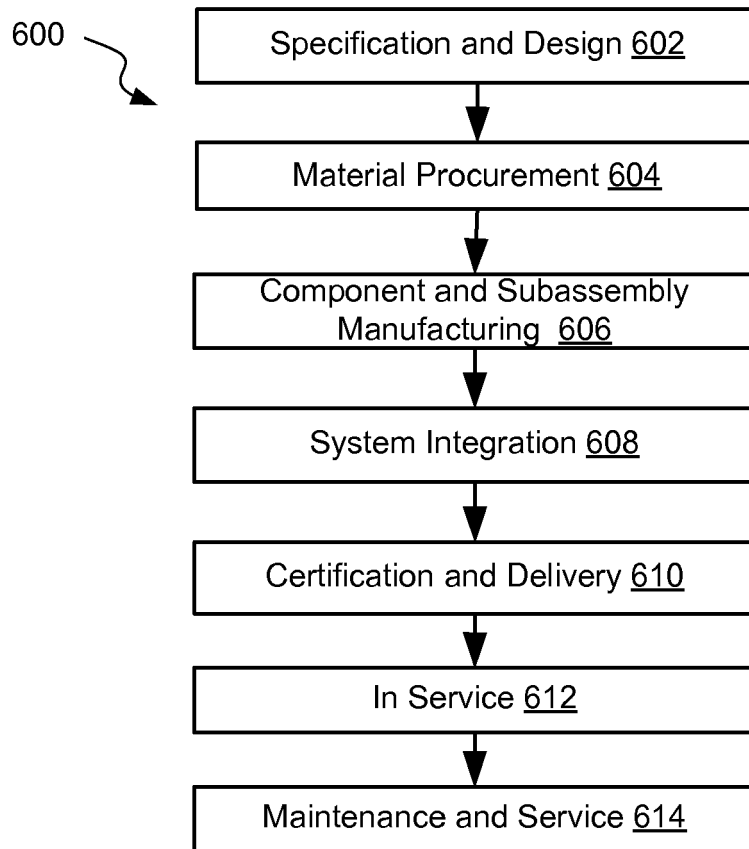 600
Specification and Design 602
Material Procurement 604
Component and Subassembly
Manufacturing 606
System Integration 608
Certification and Delivery 610
In Service 612
Maintenance and Service 614